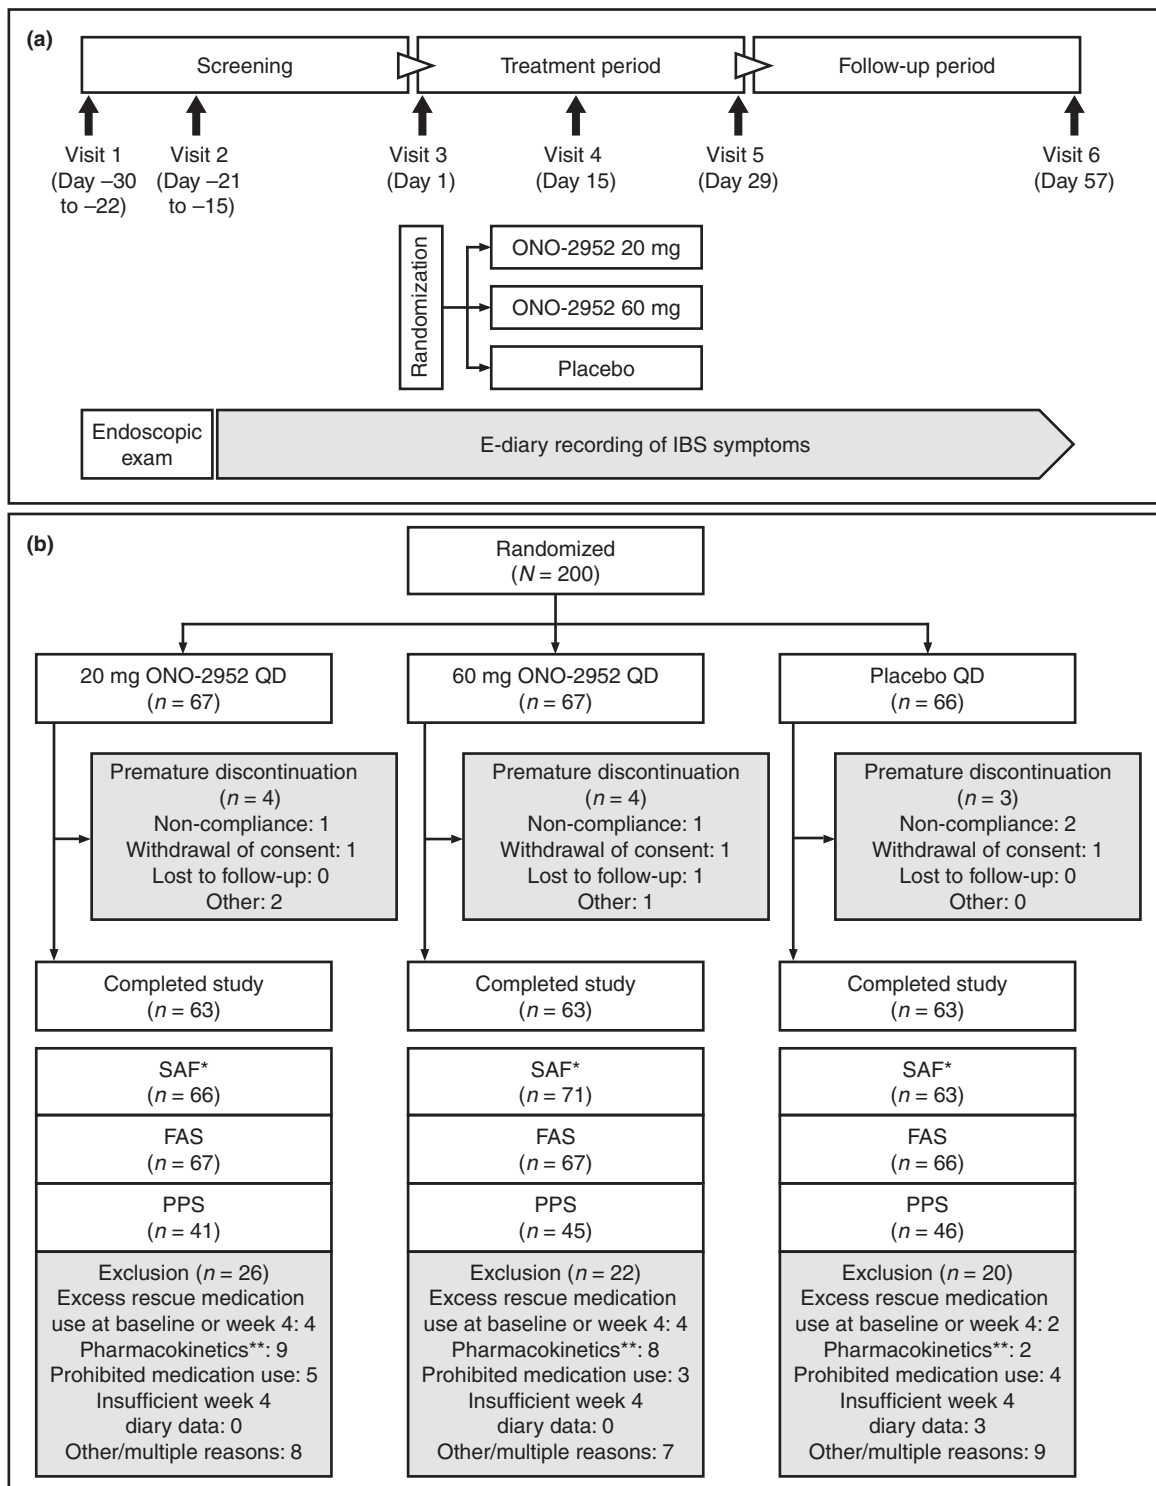 (a)
Screening
Treatment period
Follow-up period
Visit 1
(Day –30
to –22)
Visit 2
(Day –21
to –15)
Visit 3
(Day 1)
Visit 4
(Day 15)
Visit 5
(Day 29)
Visit 6
(Day 57)
Randomization
ONO-2952 20 mg
ONO-2952 60 mg
Placebo
Endoscopic
exam
E-diary recording of IBS symptoms
(b)
Randomized
(N = 200)
20 mg ONO-2952 QD
(n = 67)
Premature discontinuation
(n = 4)
Non-compliance: 1
Withdrawal of consent: 1
Lost to follow-up: 0
Other: 2
Completed study
(n = 63)
SAF*
(n = 66)
FAS
(n = 67)
PPS
(n = 41)
Exclusion (n = 26)
Excess rescue medication
use at baseline or week 4: 4
Pharmacokinetics**: 9
Prohibited medication use: 5
Insufficient week 4
diary data: 0
Other/multiple reasons: 8
60 mg ONO-2952 QD
(n = 67)
Premature discontinuation
(n = 4)
Non-compliance: 1
Withdrawal of consent: 1
Lost to follow-up: 1
Other: 1
Completed study
(n = 63)
SAF*
(n = 71)
FAS
(n = 67)
PPS
(n = 45)
Exclusion (n = 22)
Excess rescue medication
use at baseline or week 4: 4
Pharmacokinetics**: 8
Prohibited medication use: 3
Insufficient week 4
diary data: 0
Other/multiple reasons: 7
Placebo QD
(n = 66)
Premature discontinuation
(n = 3)
Non-compliance: 2
Withdrawal of consent: 1
Lost to follow-up: 0
Other: 0
Completed study
(n = 63)
SAF*
(n = 63)
FAS
(n = 66)
PPS
(n = 46)
Exclusion (n = 20)
Excess rescue medication
use at baseline or week 4: 2
Pharmacokinetics**: 2
Prohibited medication use: 4
Insufficient week 4
diary data: 3
Other/multiple reasons: 9